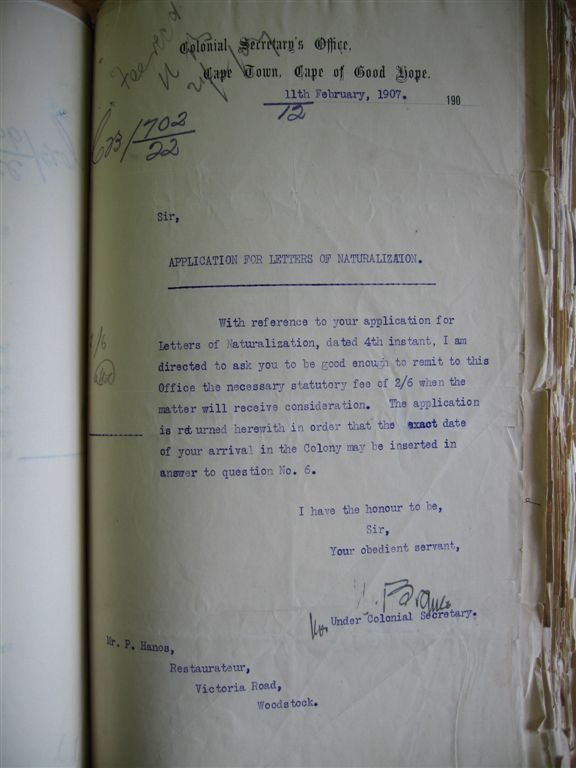 Colonial Secretary's Office,
Cape Town, Cape of Good Hope.
11th February, 1907. 190
12
623/1702/22
Sir,
APPLICATION FOR LETTERS OF NATURALIZATION.
With reference to your application for
Letters of Naturalization, dated 4th instant, I am
directed to ask you to be good enough to remit to this
Office the necessary statutory fee of 2/6 when the
matter will receive consideration. The application
is returned herewith in order that the exact date
of your arrival in the Colony may be inserted in
answer to question No. 6.
I have the honour to be,
Sir,
Your obedient servant,
for Under Colonial Secretary.
Mr. P. Hanos,
Restaurateur,
Victoria Road,
Woodstock.